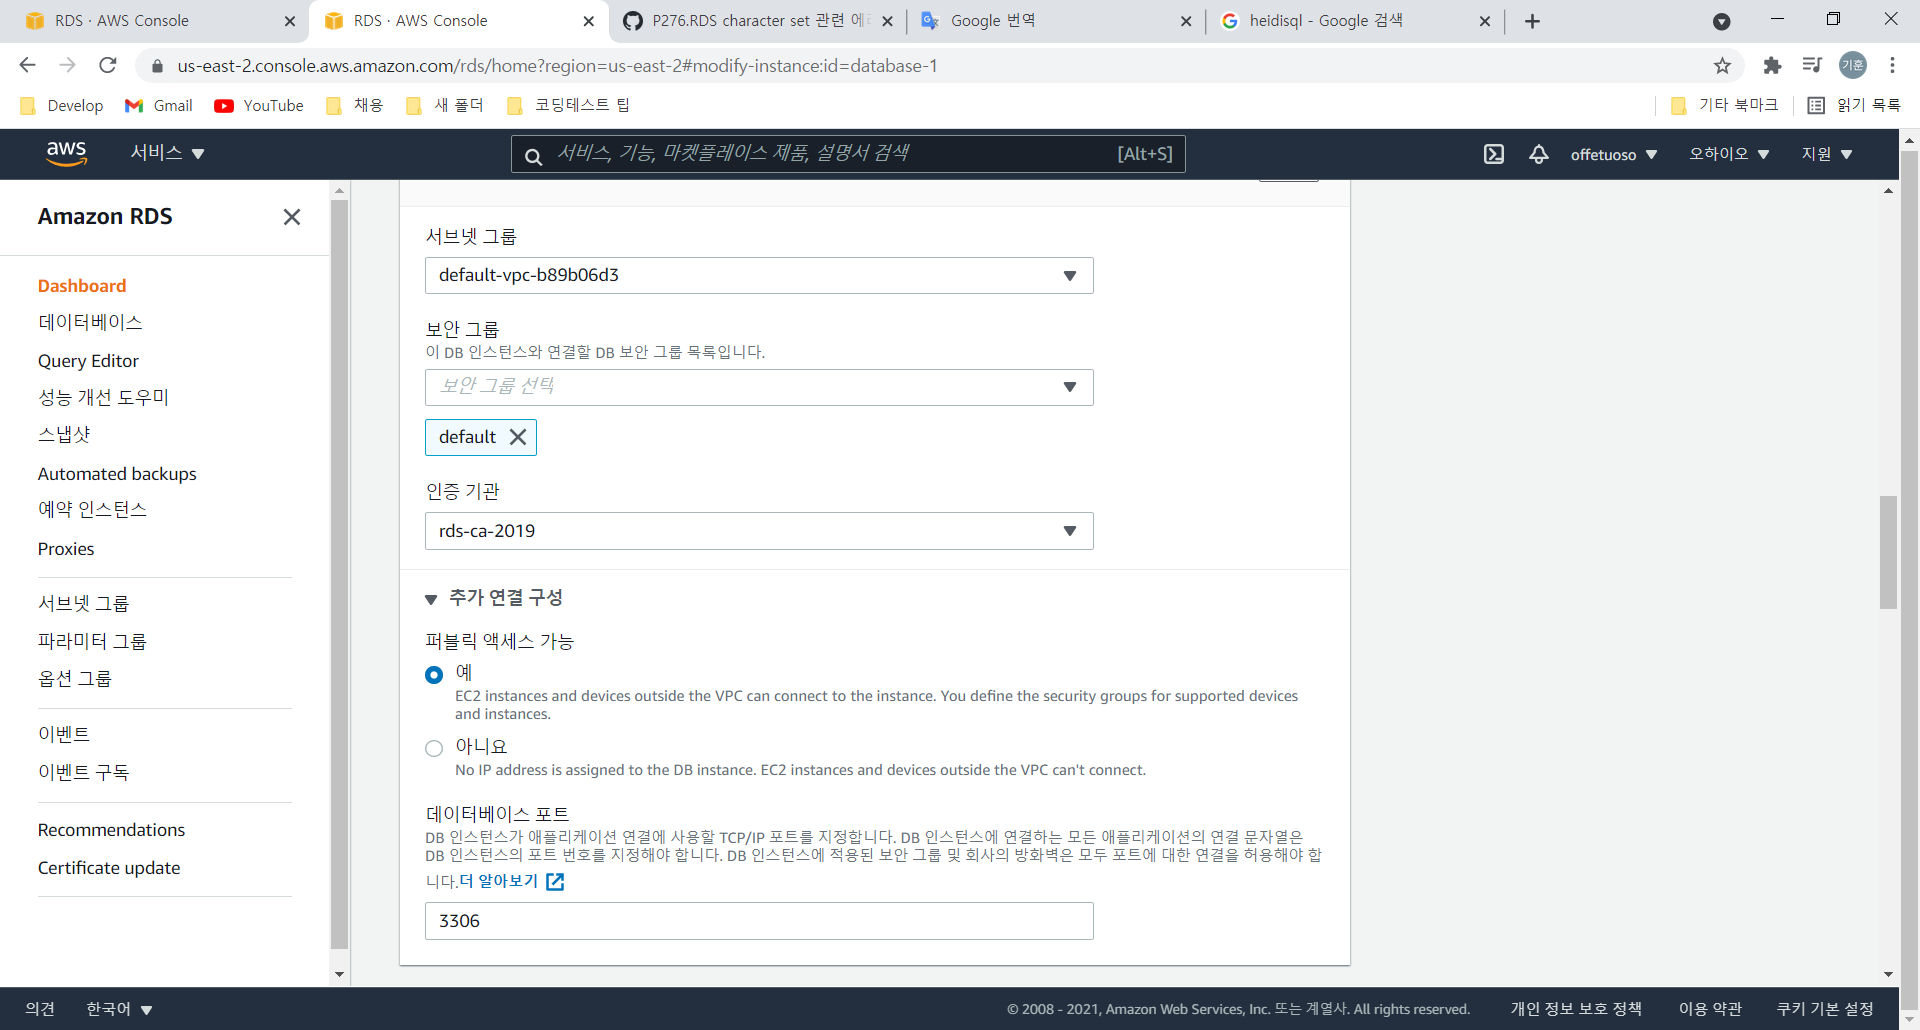 RDS · AWS Console
RDS · AWS Console
P276.RDS character set 관련 에러
Google 번역
heidisql - Google 검색
us-east-2.console.aws.amazon.com/rds/home?region=us-east-2#modify-instance:id=database-1
기훈
Develop
Gmail
YouTube
채용
새 폴더
코딩테스트 팁
기타 북마크
읽기 목록
aws
서비스
서비스, 기능, 마켓플레이스 제품, 설명서 검색
[Alt+S]
offetuoso
오하이오
지원
Amazon RDS
Dashboard
데이터베이스
Query Editor
성능 개선 도우미
스냅샷
Automated backups
예약 인스턴스
Proxies
서브넷 그룹
파라미터 그룹
옵션 그룹
이벤트
이벤트 구독
Recommendations
Certificate update
서브넷 그룹
default-vpc-b89b06d3
보안 그룹
이 DB 인스턴스와 연결할 DB 보안 그룹 목록입니다.
보안 그룹 선택
default
인증 기관
rds-ca-2019
추가 연결 구성
퍼블릭 액세스 가능
예
EC2 instances and devices outside the VPC can connect to the instance. You define the security groups for supported devices
and instances.
아니요
No IP address is assigned to the DB instance. EC2 instances and devices outside the VPC can't connect.
데이터베이스 포트
DB 인스턴스가 애플리케이션 연결에 사용할 TCP/IP 포트를 지정합니다. DB 인스턴스에 연결하는 모든 애플리케이션의 연결 문자열은
DB 인스턴스의 포트 번호를 지정해야 합니다. DB 인스턴스에 적용된 보안 그룹 및 회사의 방화벽은 모두 포트에 대한 연결을 허용해야 합
니다.더 알아보기
3306
의견
한국어
© 2008 - 2021, Amazon Web Services, Inc. 또는 계열사. All rights reserved.
개인 정보 보호 정책
이용 약관
쿠키 기본 설정